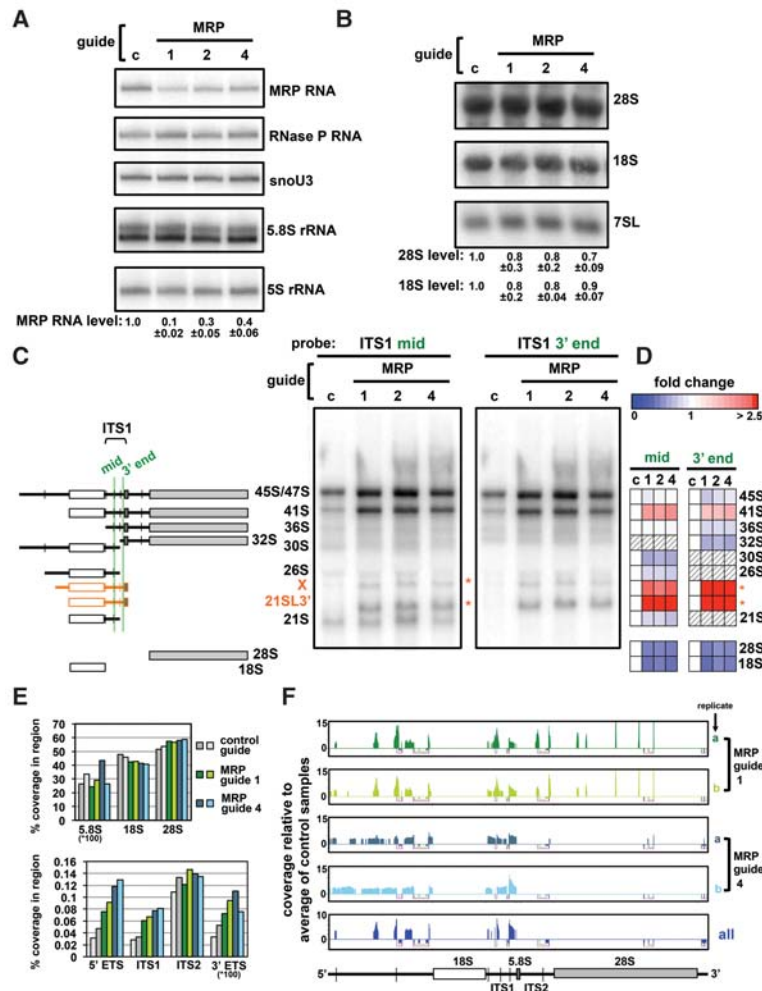 A
guide
MRP
c 1 2 4
MRP RNA
RNase P RNA
snoU3
5.8S rRNA
5S rRNA
MRP RNA level: 1.0 0.1 0.3 0.4
±0.02 ±0.05 ±0.06
B
guide
MRP
c 1 2 4
28S
18S
7SL
28S level: 1.0 0.8 0.8 0.7
±0.3 ±0.2 ±0.09
18S level: 1.0 0.8 0.8 0.9
±0.2 ±0.04 ±0.07
C
probe: ITS1 mid ITS1 3' end
guide
MRP MRP
c 1 2 4 c 1 2 4
ITS1
mid
3' end
45S/47S
41S
36S
32S
30S
26S
X
21SL3'
21S
28S
18S
*
*
D
fold change
0 1 > 2.5
mid 3' end
c 1 2 4 c 1 2 4
45S
41S
36S
32S
30S
26S
*
*
21S
28S
18S
E
% coverage in region
70
60
50
40
30
20
10
0
5.8S 18S 28S
(*100)
control guide
MRP guide 1
MRP guide 4
% coverage in region
0.16
0.14
0.12
0.10
0.08
0.06
0.04
0.02
0
5' ETS ITS1 ITS2 3' ETS
(*100)
F
coverage relative to
average of control samples
replicate
15
0
a
15
0
b
MRP guide 1
15
0
a
15
0
b
MRP guide 4
15
0
all
5' 18S 5.8S 28S 3'
ITS1 ITS2